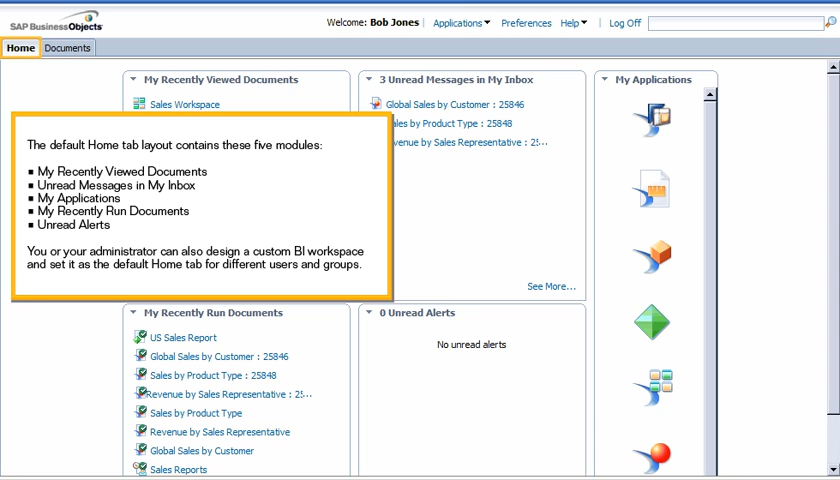 SAP BusinessObjects
Welcome: Bob Jones | Applications | Preferences | Help | Log Off
Home Documents
My Recently Viewed Documents
Sales Workspace
3 Unread Messages in My Inbox
Global Sales by Customer : 25846
ales by Product Type : 25848
evenue by Sales Representative : 25...
See More...
My Applications
The default Home tab layout contains these five modules:
▪ My Recently Viewed Documents
▪ Unread Messages in My Inbox
▪ My Applications
▪ My Recently Run Documents
▪ Unread Alerts
You or your administrator can also design a custom BI workspace
and set it as the default Home tab for different users and groups.
My Recently Run Documents
US Sales Report
Global Sales by Customer : 25846
Sales by Product Type : 25848
Revenue by Sales Representative : 25...
Sales by Product Type
Revenue by Sales Representative
Global Sales by Customer
Sales Reports
0 Unread Alerts
No unread alerts